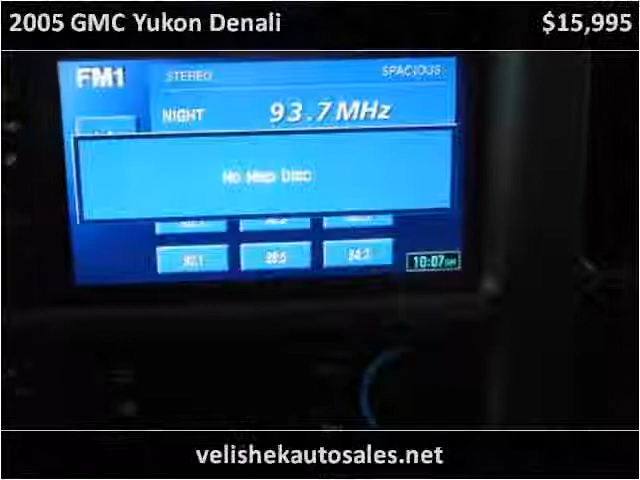 2005 GMC Yukon Denali $15,995
FM1 STEREO SPACIOUS
NIGHT 93.7 MHz
No Map Disc
10:07
velishekautosales.net